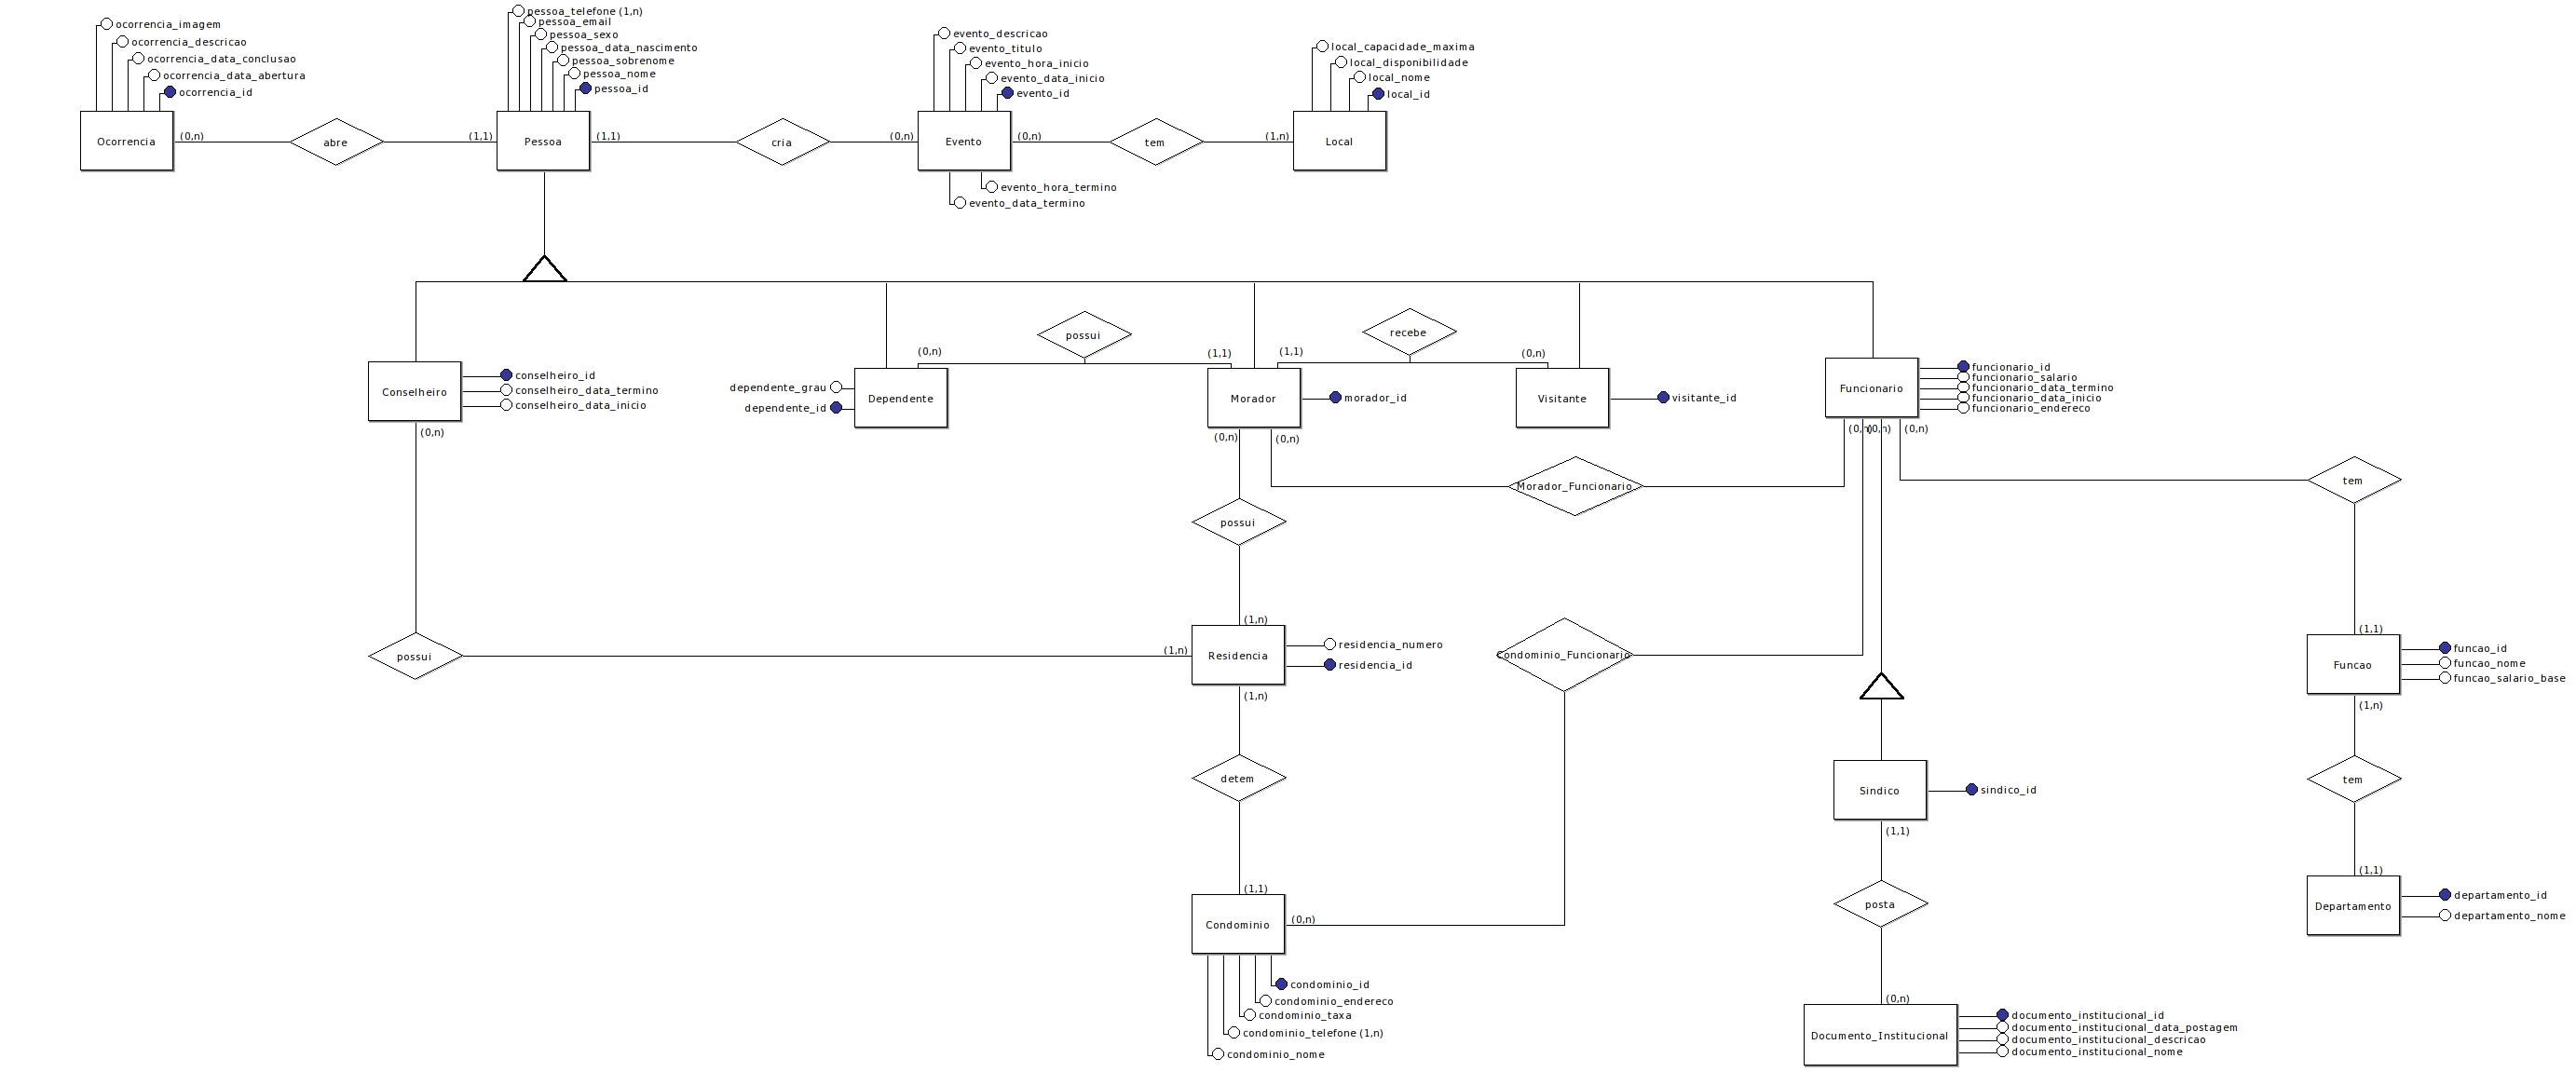 ocorrencia_imagem
ocorrencia_descricao
ocorrencia_data_conclusao
ocorrencia_data_abertura
ocorrencia_id
Ocorrencia
(0,n)
abre
(1,1)
pessoa_telefone (1,n)
pessoa_email
pessoa_sexo
pessoa_data_nascimento
pessoa_sobrenome
pessoa_nome
pessoa_id
Pessoa
(1,1)
cria
(0,n)
evento_descricao
evento_titulo
evento_hora_inicio
evento_data_inicio
evento_id
Evento
evento_hora_termino
evento_data_termino
(0,n)
tem
(1,n)
local_capacidade_maxima
local_disponibilidade
local_nome
local_id
Local
Conselheiro
conselheiro_id
conselheiro_data_termino
conselheiro_data_inicio
(0,n)
dependente_grau
dependente_id
Dependente
(0,n)
possui
(1,1)
Morador
morador_id
(1,1)
recebe
(0,n)
Visitante
visitante_id
Funcionario
funcionario_id
funcionario_salario
funcionario_data_termino
funcionario_data_inicio
funcionario_endereco
(0,n)
(0,n)
(0,n)
(0,n)
(0,n)
Morador_Funcionario
tem
possui
possui
(1,n)
(1,n)
Residencia
residencia_numero
residencia_id
(1,n)
Condominio_Funcionario
(1,1)
Funcao
funcao_id
funcao_nome
funcao_salario_base
(1,n)
detem
tem
Sindico
sindico_id
(1,1)
(1,1)
Departamento
departamento_id
departamento_nome
(1,1)
Condominio
(0,n)
condominio_id
condominio_endereco
condominio_taxa
condominio_telefone (1,n)
condominio_nome
posta
(0,n)
Documento_Institucional
documento_institucional_id
documento_institucional_data_postagem
documento_institucional_descricao
documento_institucional_nome